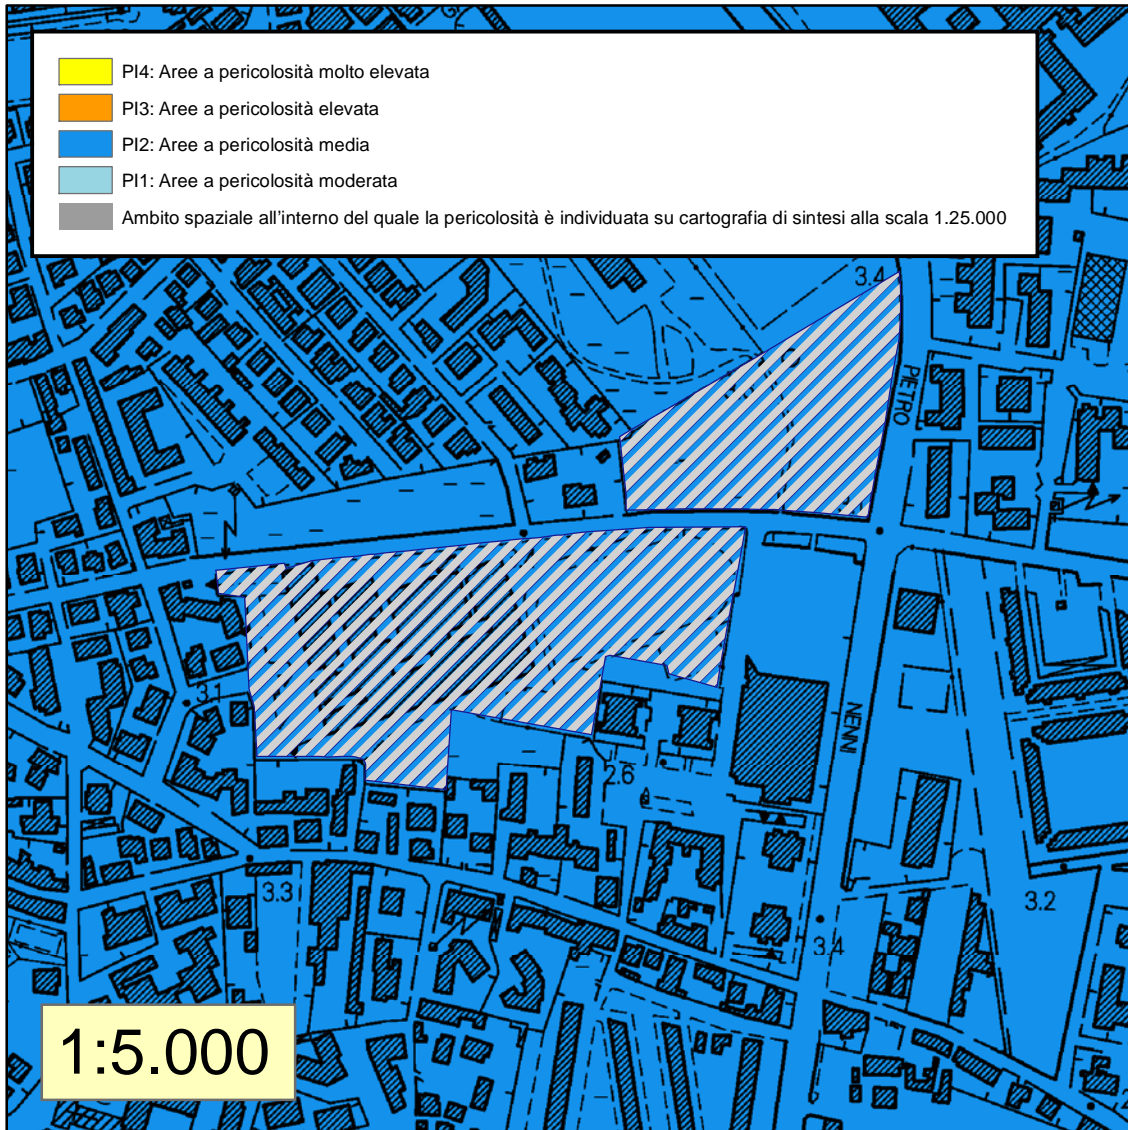 PI4: Aree a pericolosità molto elevata
PI3: Aree a pericolosità elevata
PI2: Aree a pericolosità media
PI1: Aree a pericolosità moderata
Ambito spaziale all'interno del quale la pericolosità è individuata su cartografia di sintesi alla scala 1.25.000
3.4
PIETRO
3.1
NENNI
2.6
3.3
3.2
3.4
1:5.000